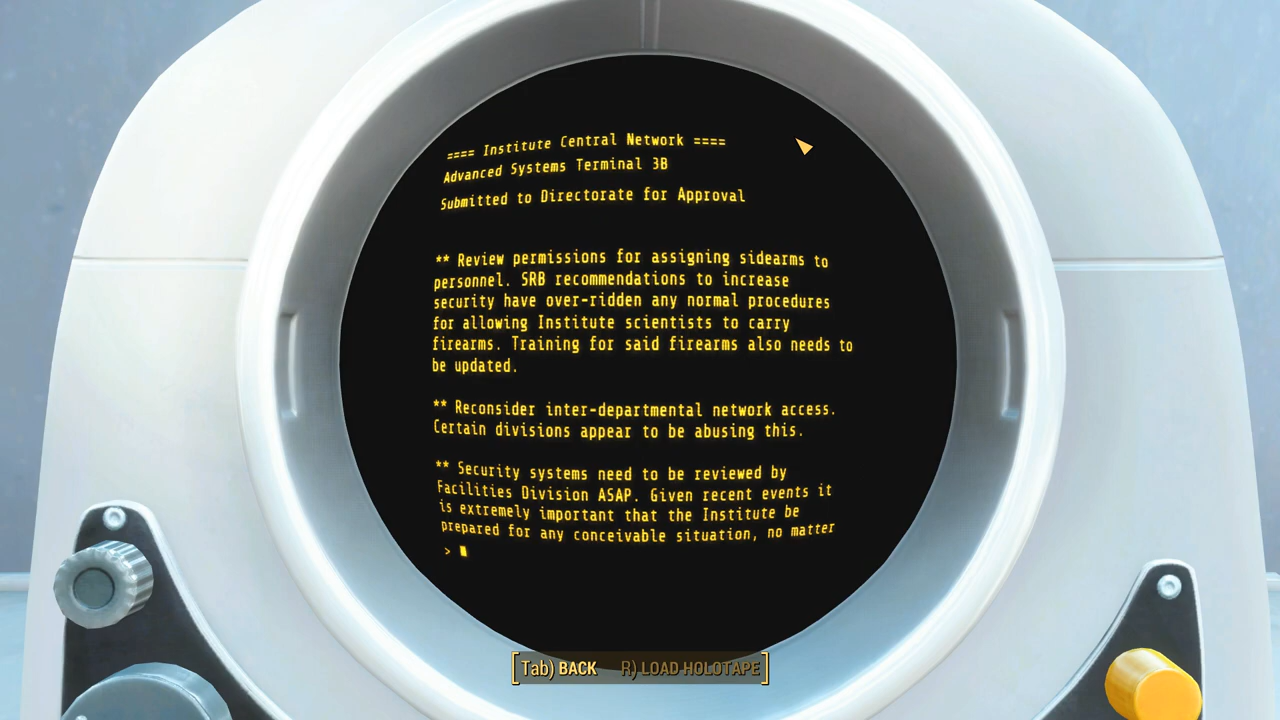 ==== Institute Central Network ====
Advanced Systems Terminal 3B
Submitted to Directorate for Approval
** Review permissions for assigning sidearms to
personnel. SRB recommendations to increase
security have over-ridden any normal procedures
for allowing Institute scientists to carry
firearms. Training for said firearms also needs to
be updated.
** Reconsider inter-departmental network access.
Certain divisions appear to be abusing this.
** Security systems need to be reviewed by
Facilities Division ASAP. Given recent events it
is extremely important that the Institute be
prepared for any conceivable situation, no matter
>
[Tab) BACK R) LOAD HOLOTAPE]